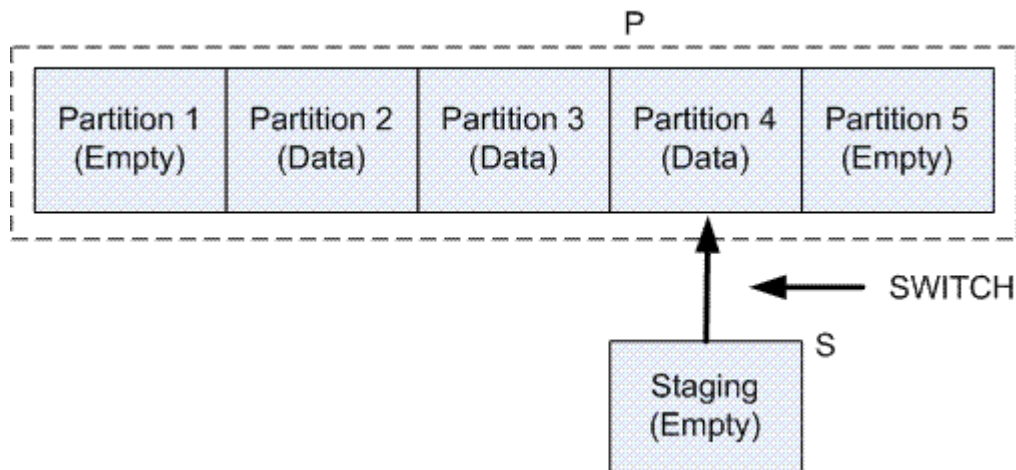 P
Partition 1
(Empty)
Partition 2
(Data)
Partition 3
(Data)
Partition 4
(Data)
Partition 5
(Empty)
SWITCH
S
Staging
(Empty)